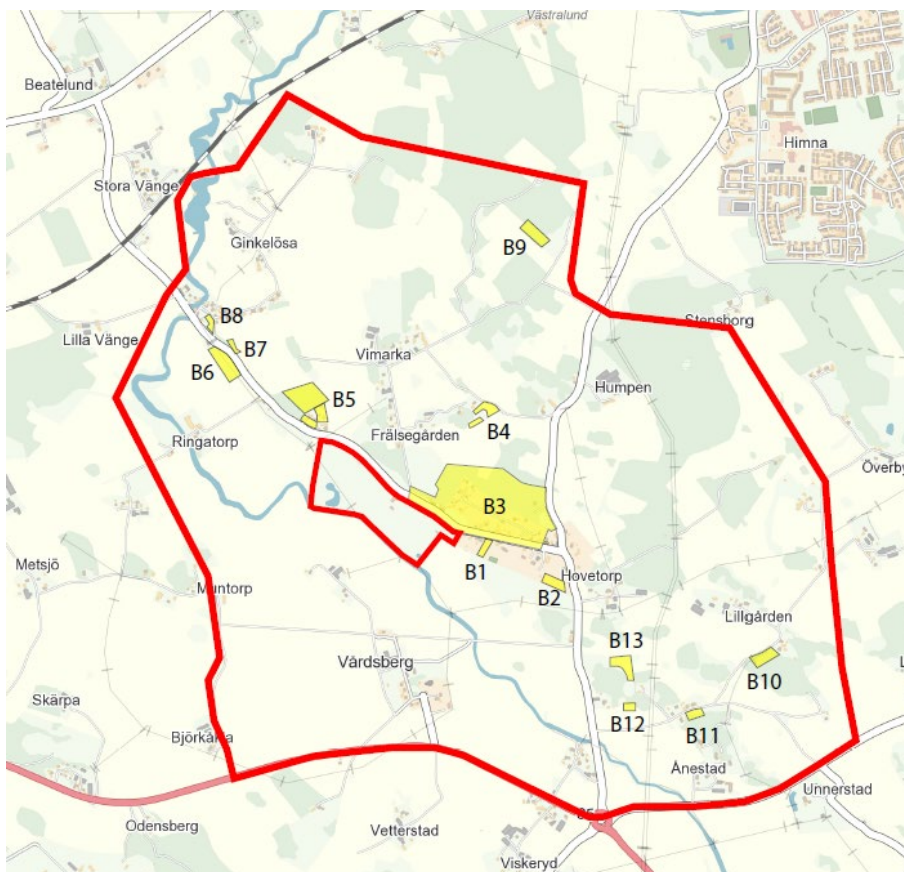 Västralund
Beatelund
Himna
Stora Vänge
Ginkelösa
B9
B8
Stensborg
Lilla Vänge
B7
Vimarka
B6
Humpen
B5
B4
Ringatorp
Frälsegården
Överby
B3
B1
Metsjö
Hovetorp
B2
Muntorp
Lillgården
B13
Vårdsberg
B10
Skärpa
B12
B11
Björkälla
Ånestad
Unnerstad
Odensberg
Vetterstad
Viskeryd